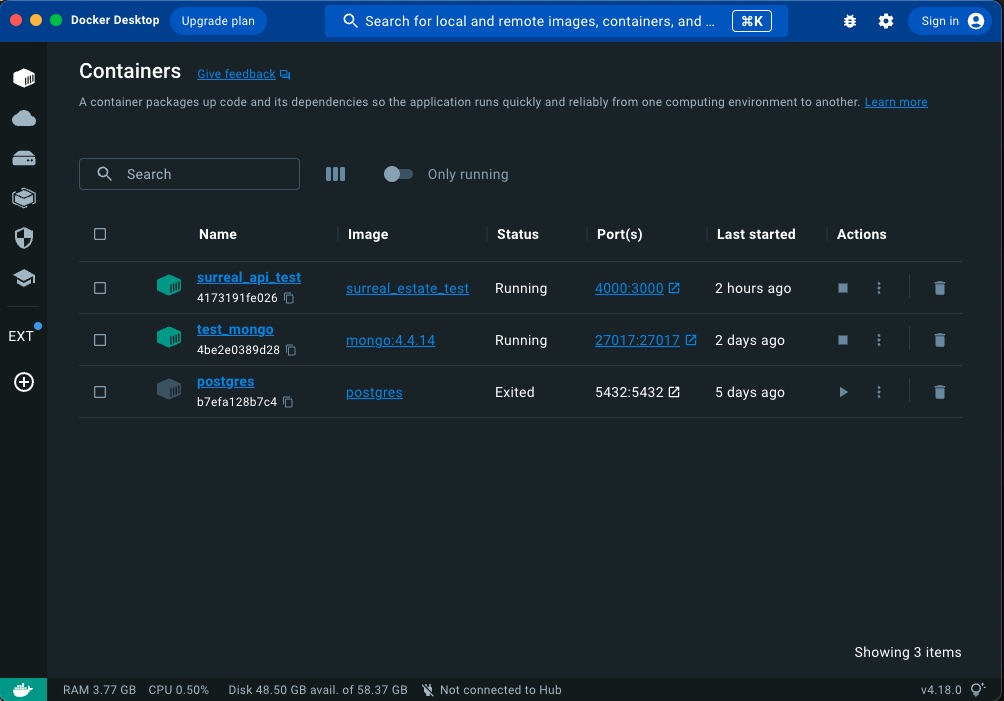 Docker Desktop Upgrade plan Search for local and remote images, containers, and ... ⌘K Sign in
Containers Give feedback
A container packages up code and its dependencies so the application runs quickly and reliably from one computing environment to another. Learn more
Search Only running
Name Image Status Port(s) Last started Actions
surreal_api_test
4173191fe026
surreal_estate_test Running 4000:3000 2 hours ago
test_mongo
4be2e0389d28
mongo:4.4.14 Running 27017:27017 2 days ago
EXT
postgres
b7efa128b7c4
postgres Exited 5432:5432 5 days ago
Showing 3 items
RAM 3.77 GB CPU 0.50% Disk 48.50 GB avail. of 58.37 GB Not connected to Hub v4.18.0